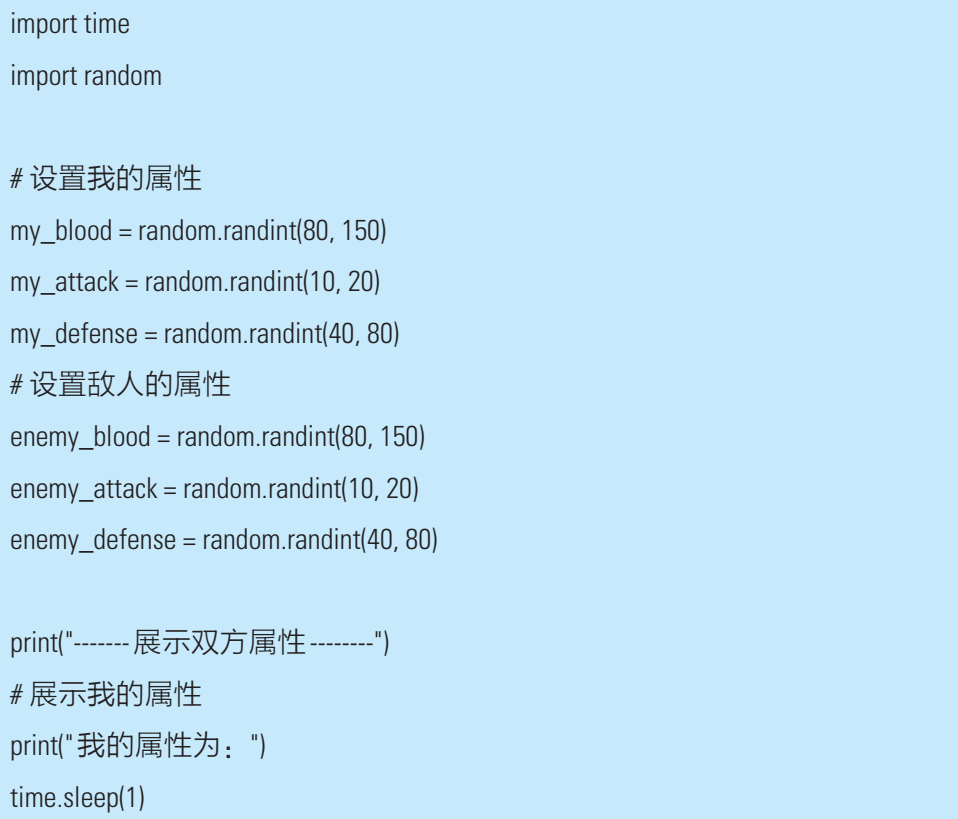 import time
import random
# 设置我的属性
my_blood = random.randint(80, 150)
my_attack = random.randint(10, 20)
my_defense = random.randint(40, 80)
# 设置敌人的属性
enemy_blood = random.randint(80, 150)
enemy_attack = random.randint(10, 20)
enemy_defense = random.randint(40, 80)
print("-------展示双方属性--------")
# 展示我的属性
print("我的属性为：")
time.sleep(1)